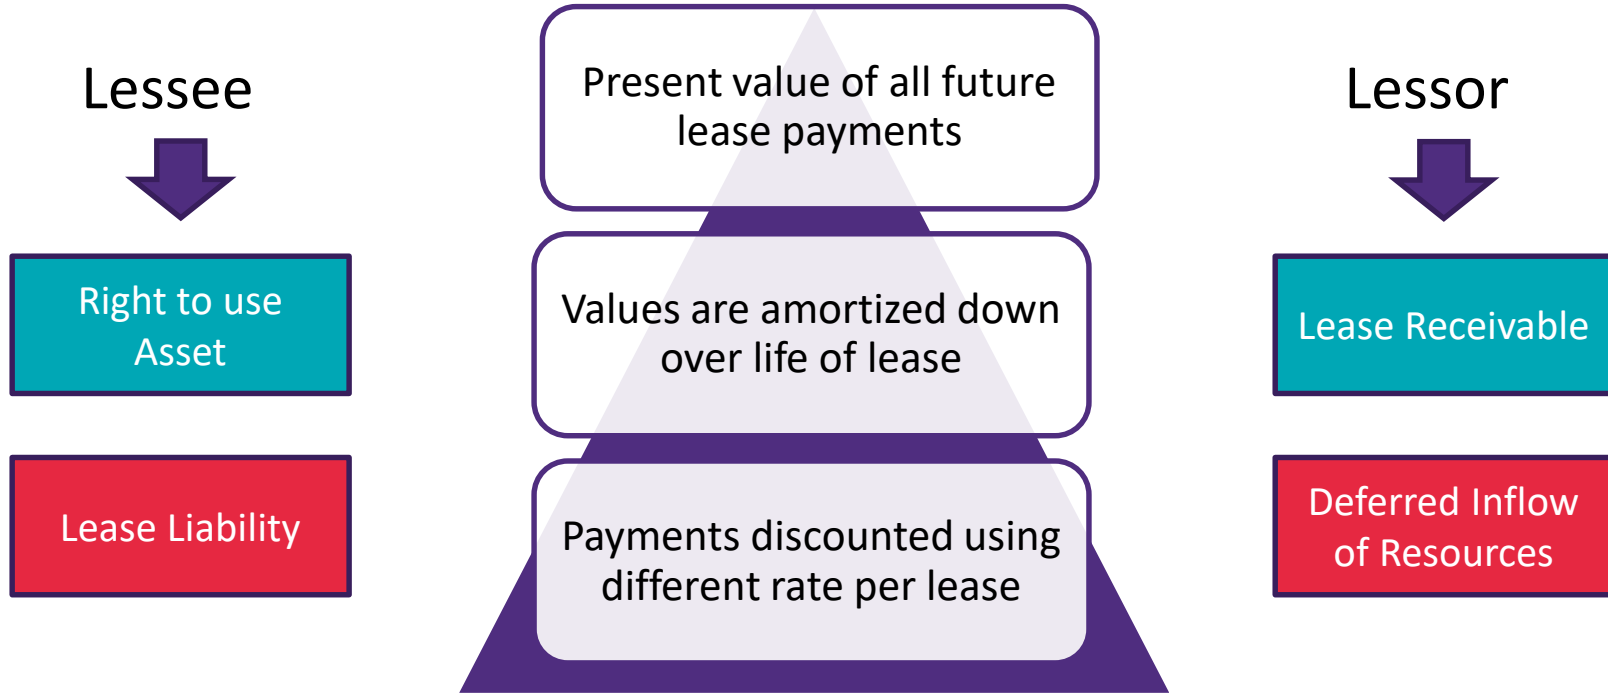 Lessee
Right to use
Asset
Lease Liability
Present value of all future
lease payments
Values are amortized down
over life of lease
Payments discounted using
different rate per lease
Lessor
Lease Receivable
Deferred Inflow
of Resources